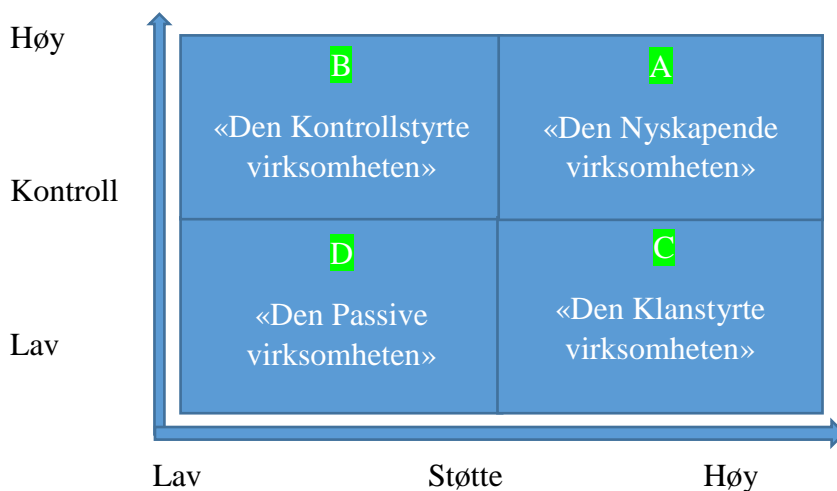 Høy
B
A
«Den Kontrollstyrte
virksomheten»
«Den Nyskapende
virksomheten»
Kontroll
D
C
«Den Passive
virksomheten»
«Den Klanstyrte
virksomheten»
Lav
Lav
Støtte
Høy